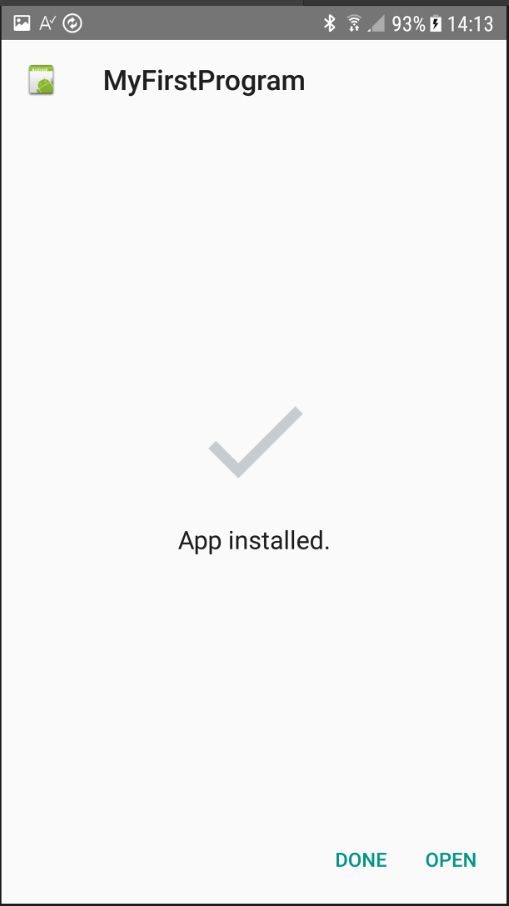 93% 14:13
MyFirstProgram
App installed.
DONE OPEN